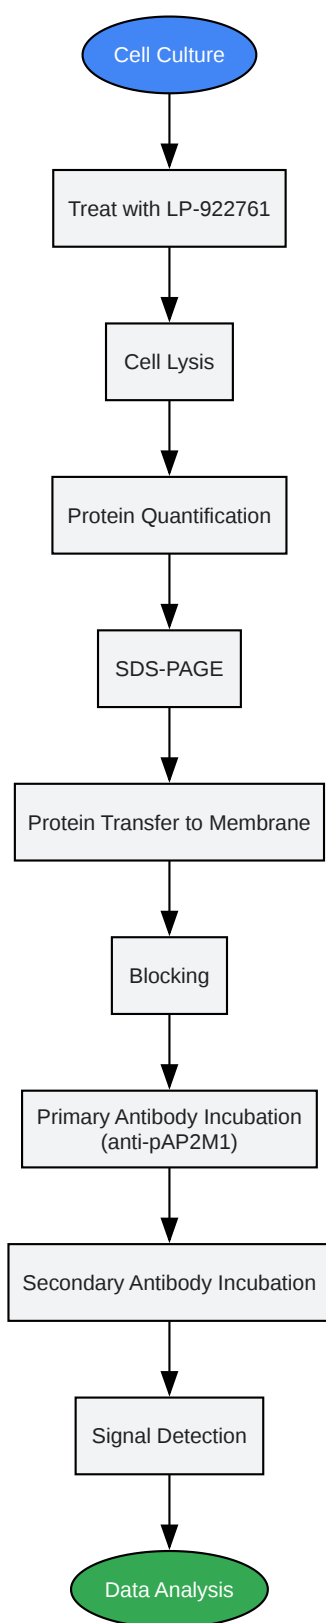 Cell Culture
Treat with LP-922761
Cell Lysis
Protein Quantification
SDS-PAGE
Protein Transfer to Membrane
Blocking
Primary Antibody Incubation
(anti-pAP2M1)
Secondary Antibody Incubation
Signal Detection
Data Analysis